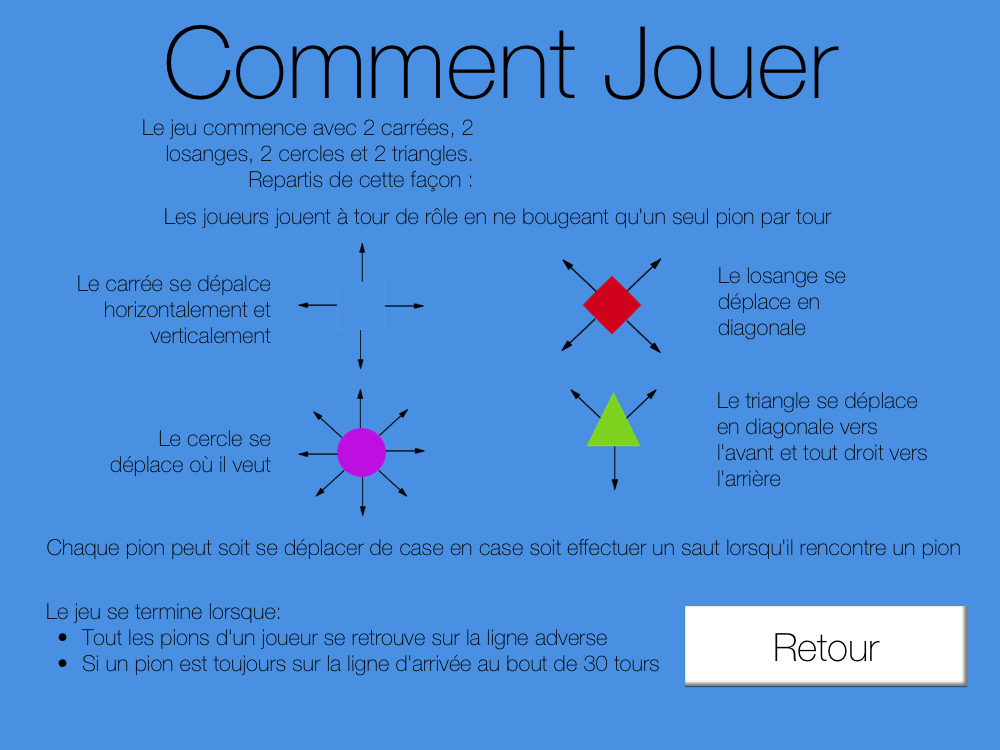 Comment Jouer
Le jeu commence avec 2 carrées, 2
losanges, 2 cercles et 2 triangles.
Repartis de cette façon :
Les joueurs jouent à tour de rôle en ne bougeant qu'un seul pion par tour
Le carrée se dépalce
horizontalement et
verticalement
Le losange se
déplace en
diagonale
Le cercle se
déplace où il veut
Le triangle se déplace
en diagonale vers
l'avant et tout droit vers
l'arrière
Chaque pion peut soit se déplacer de case en case soit effectuer un saut lorsqu'il rencontre un pion
Le jeu se termine lorsque:
• Tout les pions d'un joueur se retrouve sur la ligne adverse
• Si un pion est toujours sur la ligne d'arrivée au bout de 30 tours
Retour